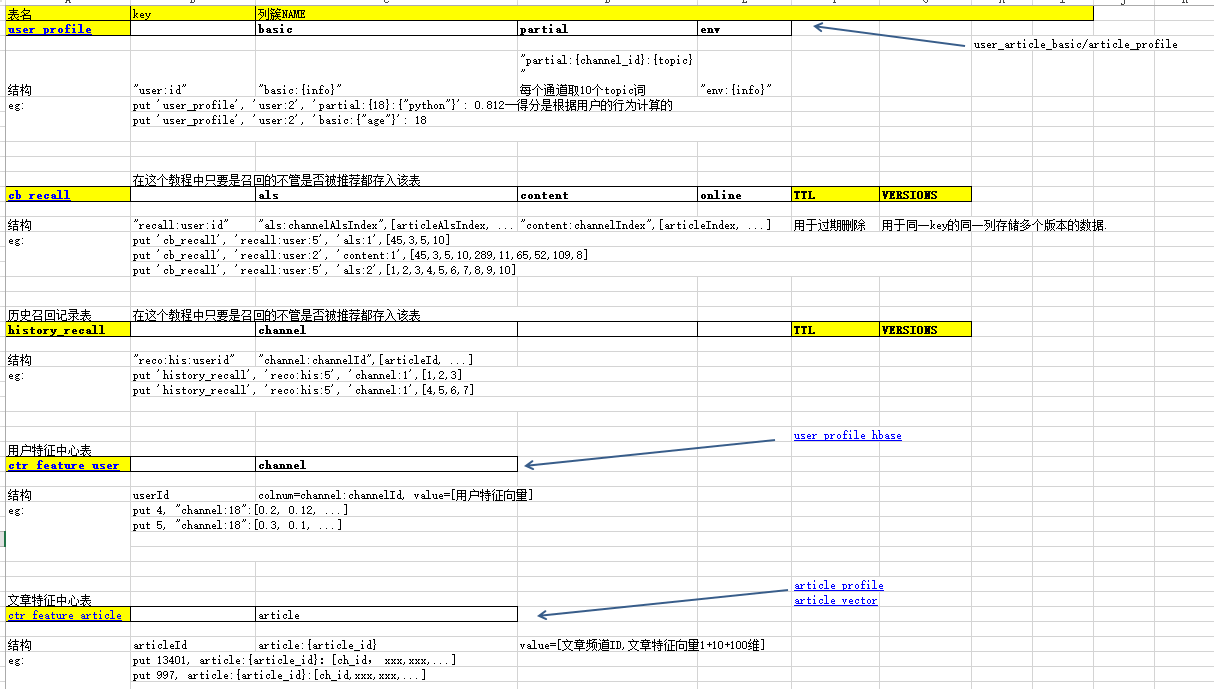 表名 key 列簇NAME
user_profile basic partial env
user_article_basic/article_profile
"partial:{channel_id}:{topic}
"
结构 "user:id" "basic:{info}" 每个通道取10个topic词 "env:{info}"
eg: put 'user_profile', 'user:2', 'partial:{18}:{"python"}': 0.812一得分是根据用户的行为计算的
put 'user_profile', 'user:2', 'basic:{"age"}': 18
在这个教程中只要是召回的不管是否被推荐都存入该表
cb_recall als content online TTL VERSIONS
结构 "recall:user:id" "als:channelAlsIndex",[articleAlsIndex, ... "content:channelIndex",[articeIndex, ...] 用于过期删除 用于同一key的同一列存储多个版本的数据.
eg: put 'cb_recall', 'recall:user:5', 'als:1',[45,3,5,10]
put 'cb_recall', 'recall:user:2', 'content:1',[45,3,5,10,289,11,65,52,109,8]
put 'cb_recall', 'recall:user:5', 'als:2',[1,2,3,4,5,6,7,8,9,10]
历史召回记录表 在这个教程中只要是召回的不管是否被推荐都存入该表
history_recall channel TTL VERSIONS
结构 "reco:his:userid" "channel:channelId",[articleId, ...]
eg: put 'history_recall', 'reco:his:5', 'channel:1',[1,2,3]
put 'history_recall', 'reco:his:5', 'channel:1',[4,5,6,7]
user_profile_hbase
用户特征中心表
ctr_feature_user channel
结构 userId colnum=channel:channelId, value=[用户特征向量]
eg: put 4, "channel:18":[0.2, 0.12, ...]
put 5, "channel:18":[0.3, 0.1, ...]
article_profile
文章特征中心表 article_vector
ctr_feature_article article
结构 articleId article:{article_id} value=[文章频道ID,文章特征向量1+10+100维]
eg: put 13401, article:{article_id}：[ch_id， xxx,xxx,...]
put 997, article:{article_id}:[ch_id,xxx,xxx,...]